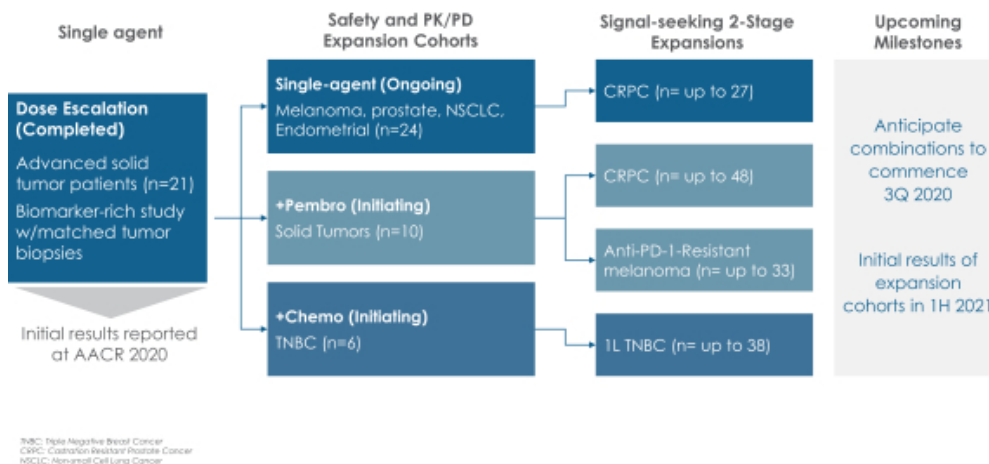 Single agent
Safety and PK/PD
Expansion Cohorts
Signal-seeking 2-Stage
Expansions
Upcoming
Milestones
Dose Escalation
(Completed)
Advanced solid
tumor patients (n=21)
Biomarker-rich study
w/matched tumor
biopsies
Initial results reported
at AACR 2020
Single-agent (Ongoing)
Melanoma, prostate, NSCLC,
Endometrial (n=24)
+Pembro (Initiating)
Solid Tumors (n=10)
+Chemo (Initiating)
TNBC (n=6)
CRPC (n= up to 27)
CRPC (n= up to 48)
Anti-PD-1-Resistant
melanoma (n= up to 33)
1L TNBC (n= up to 38)
Anticipate
combinations to
commence
3Q 2020
Initial results of
expansion
cohorts in 1H 2021
TNBC: Triple Negative Breast Cancer
CRPC: Castration Resistant Prostate Cancer
NSCLC: Non-small Cell Lung Cancer